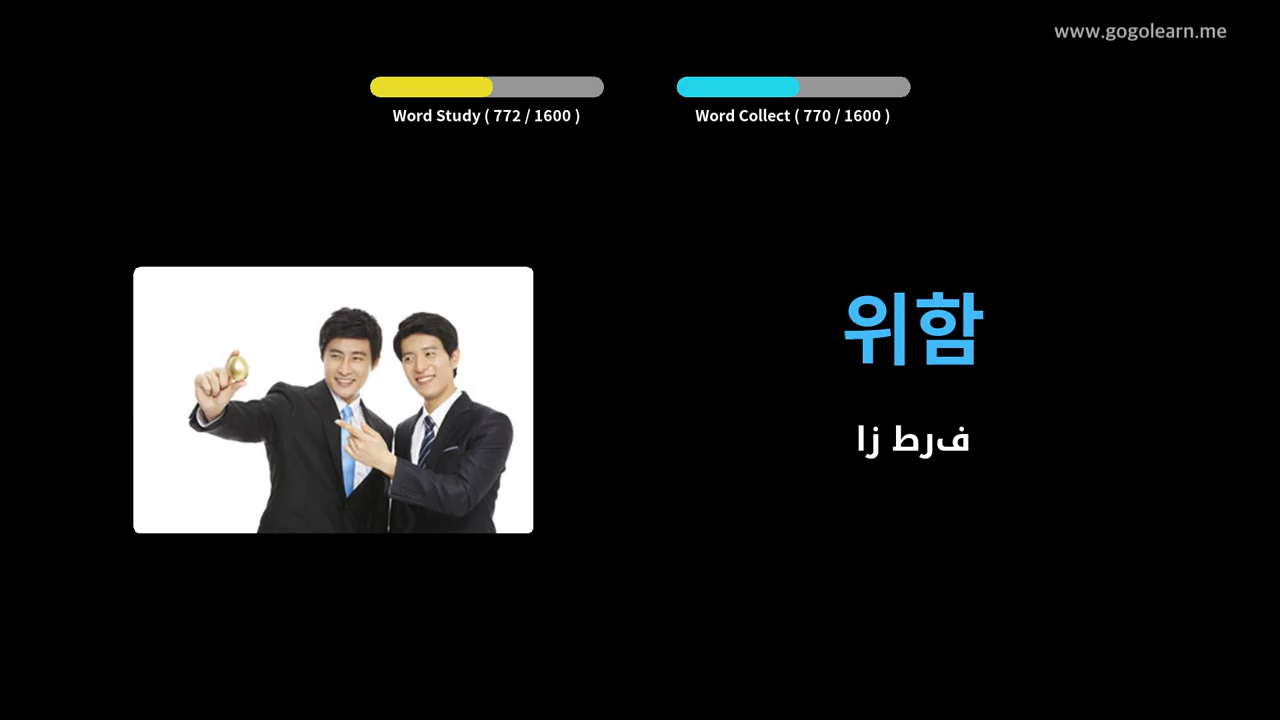 www.gogolearn.me
Word Study ( 772 / 1600 )
Word Collect ( 770 / 1600 )
위함
فرط زا